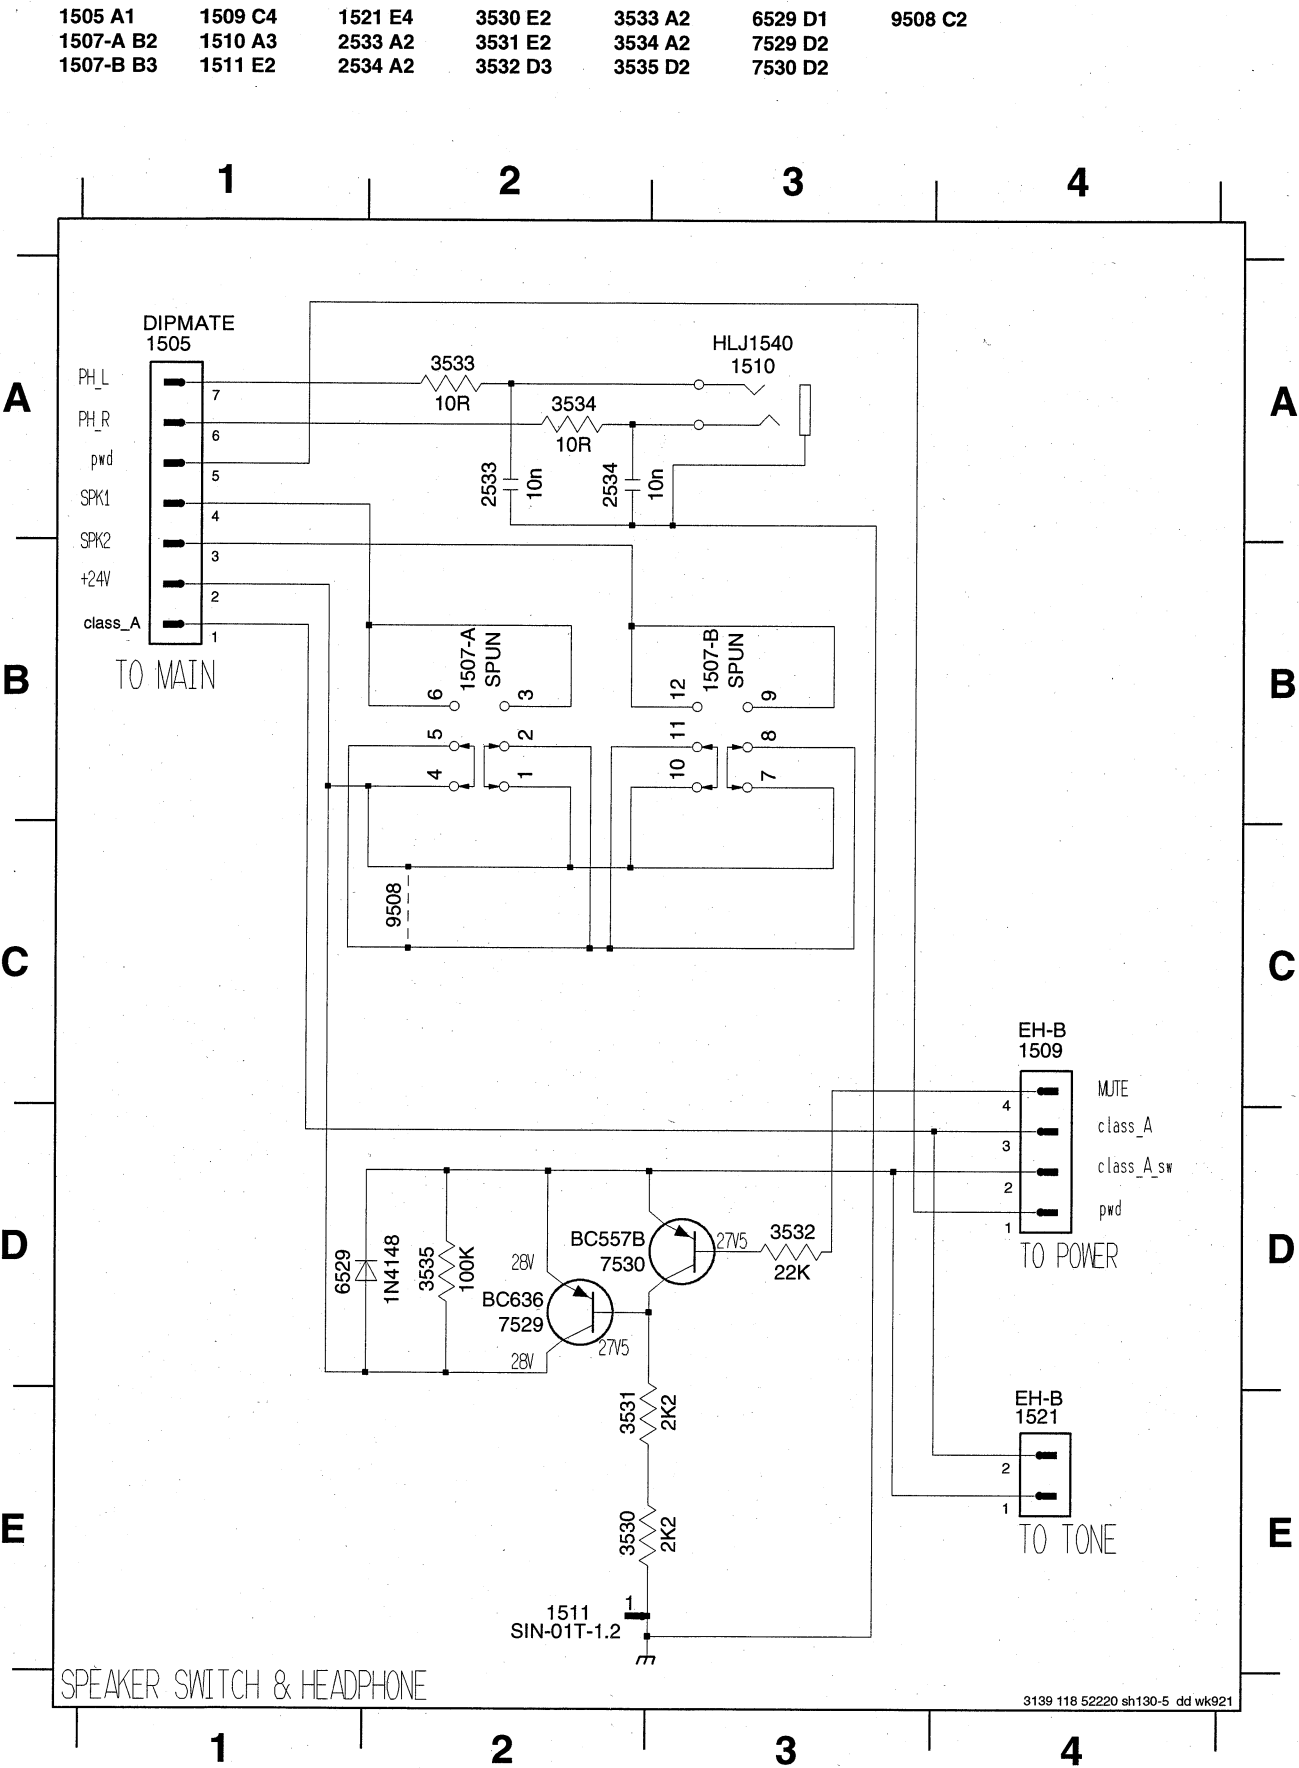 1505 A1 1509 C4 1521 E4 3530 E2 3533 A2 6529 D1 9508 C2
1507-A B2 1510 A3 2533 A2 3531 E2 3534 A2 7529 D2
1507-B B3 1511 E2 2534 A2 3532 D3 3535 D2 7530 D2
1 2 3 4
DIPMATE
1505
HLJ1540
1510
3533
10R
3534
10R
A
A
PH_L
7
PH_R
6
pwd
5
SPK1
4
SPK2
3
+24V
2
class_A
1
TO MAIN
2533
10n
2534
10n
B
B
1507-A
SPUN
1507-B
SPUN
6 3
5 2
4 1
12 9
11 8
10 7
9508
C
C
EH-B
1509
4
MUTE
3
class_A
2
class_A_sw
1
pwd
TO POWER
D
D
6529
1N4148
3535
100K
28V
BC557B
7530
27V5
3532
22K
BC636
7529
27V5
28V
3531
2K2
3530
2K2
EH-B
1521
2
1
TO TONE
E
E
1
1511
SIN-01T-1.2
SPEAKER SWITCH & HEADPHONE
3139 118 52220 sh130-5 dd wk921
1 2 3 4